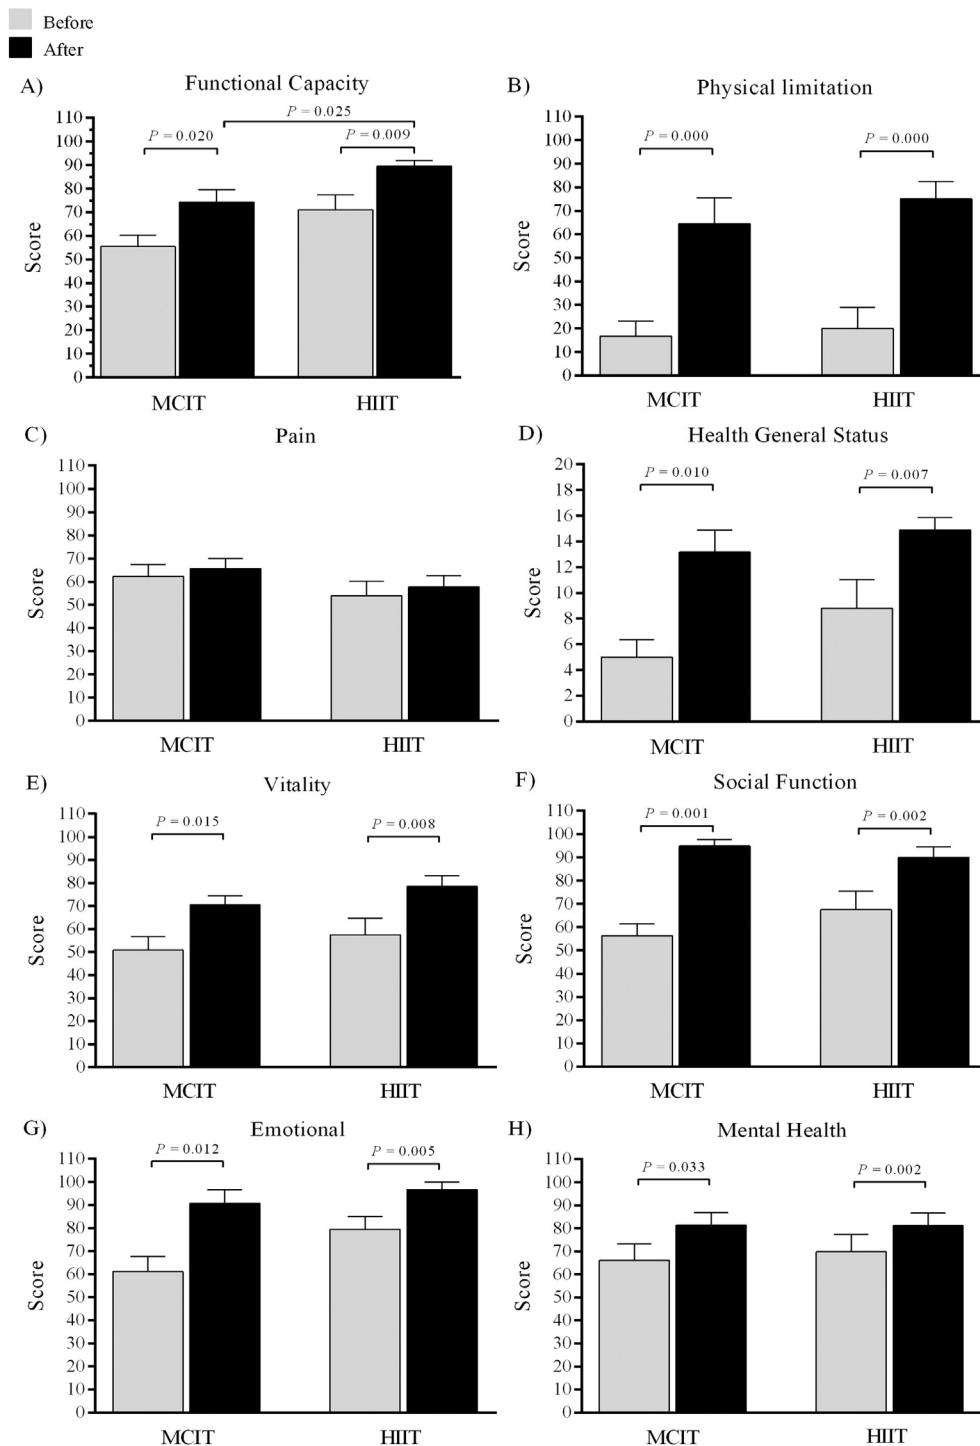 Before
After
A) Functional Capacity
P = 0.025
P = 0.020 P = 0.009
Score
110
100
90
80
70
60
50
40
30
20
10
0
MCIT HIIT
B) Physical limitation
P = 0.000 P = 0.000
Score
110
100
90
80
70
60
50
40
30
20
10
0
MCIT HIIT
C) Pain
Score
110
100
90
80
70
60
50
40
30
20
10
0
MCIT HIIT
D) Health General Status
P = 0.010 P = 0.007
Score
20
18
16
14
12
10
8
6
4
2
0
MCIT HIIT
E) Vitality
P = 0.015 P = 0.008
Score
110
100
90
80
70
60
50
40
30
20
10
0
MCIT HIIT
F) Social Function
P = 0.001 P = 0.002
Score
110
100
90
80
70
60
50
40
30
20
10
0
MCIT HIIT
G) Emotional
P = 0.012 P = 0.005
Score
110
100
90
80
70
60
50
40
30
20
10
0
MCIT HIIT
H) Mental Health
P = 0.033 P = 0.002
Score
110
100
90
80
70
60
50
40
30
20
10
0
MCIT HIIT